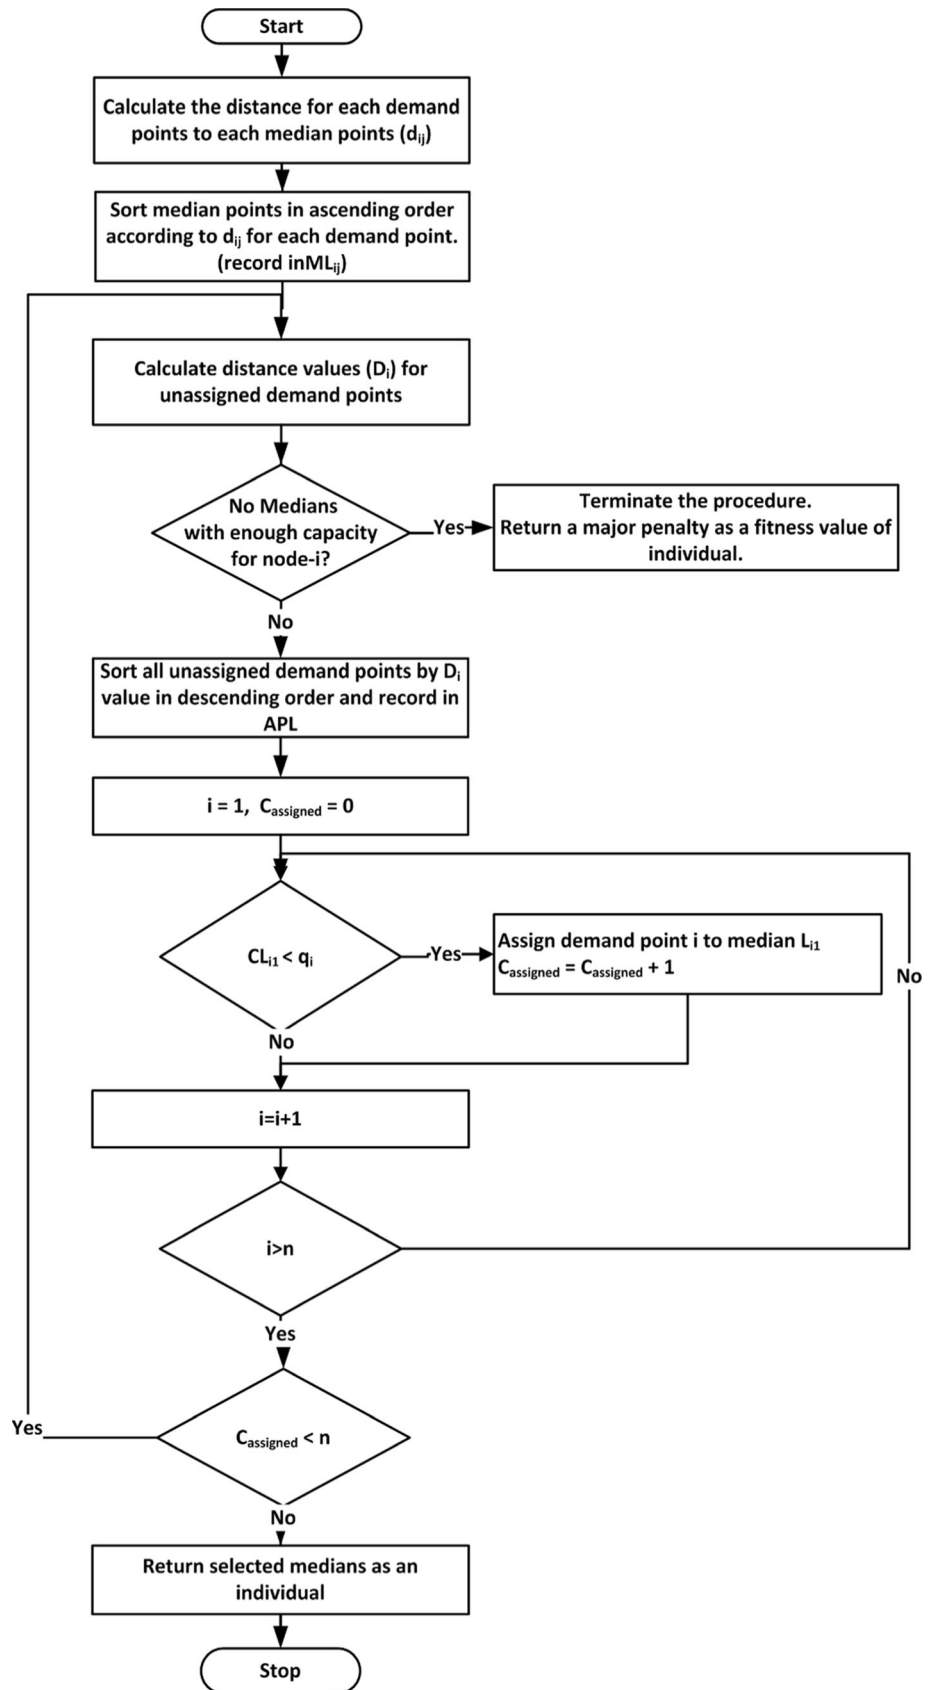 Start
Calculate the distance for each demand
points to each median points (dij)
Sort median points in ascending order
according to dij for each demand point.
(record inMLij)
Calculate distance values (Di) for
unassigned demand points
No Medians
with enough capacity
for node-i?
Yes
Terminate the procedure.
Return a major penalty as a fitness value of
individual.
No
Sort all unassigned demand points by Di
value in descending order and record in
APL
i = 1, Cassigned = 0
CLi1 < qi
Yes
Assign demand point i to median Li1
Cassigned = Cassigned + 1
No
No
i=i+1
i>n
Yes
Cassigned < n
Yes
No
Return selected medians as an
individual
Stop